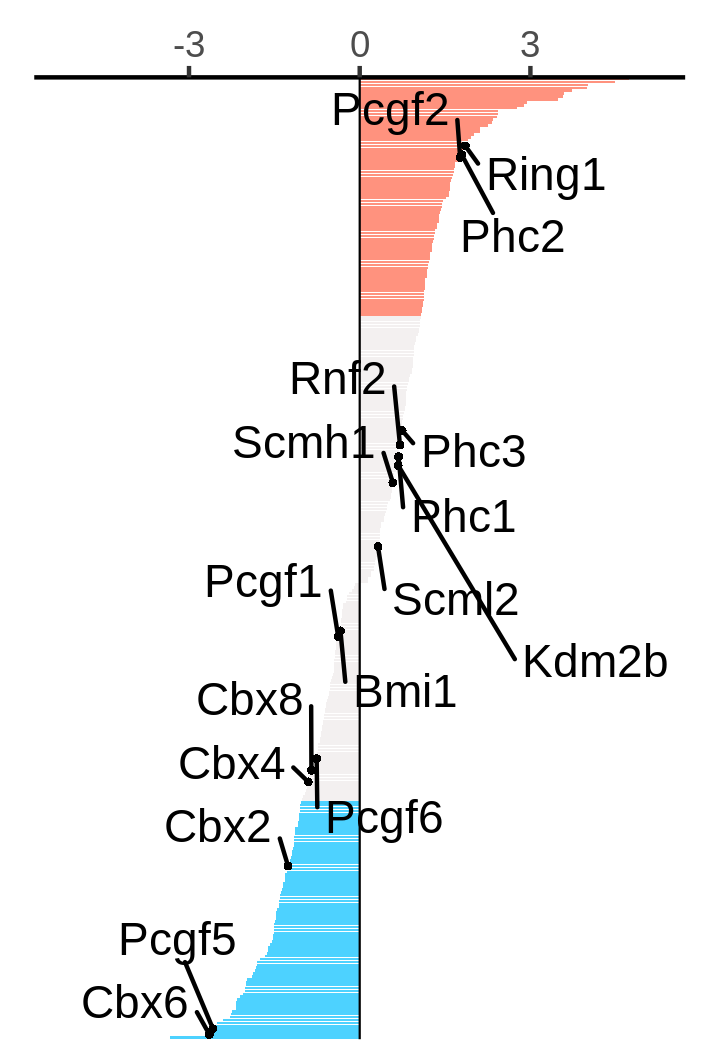 -3 0 3
Pcgf2
Ring1
Phc2
Rnf2
Scmh1
Phc3
Phc1
Pcgf1
Scml2
Kdm2b
Bmi1
Cbx8
Cbx4
Pcgf6
Cbx2
Pcgf5
Cbx6